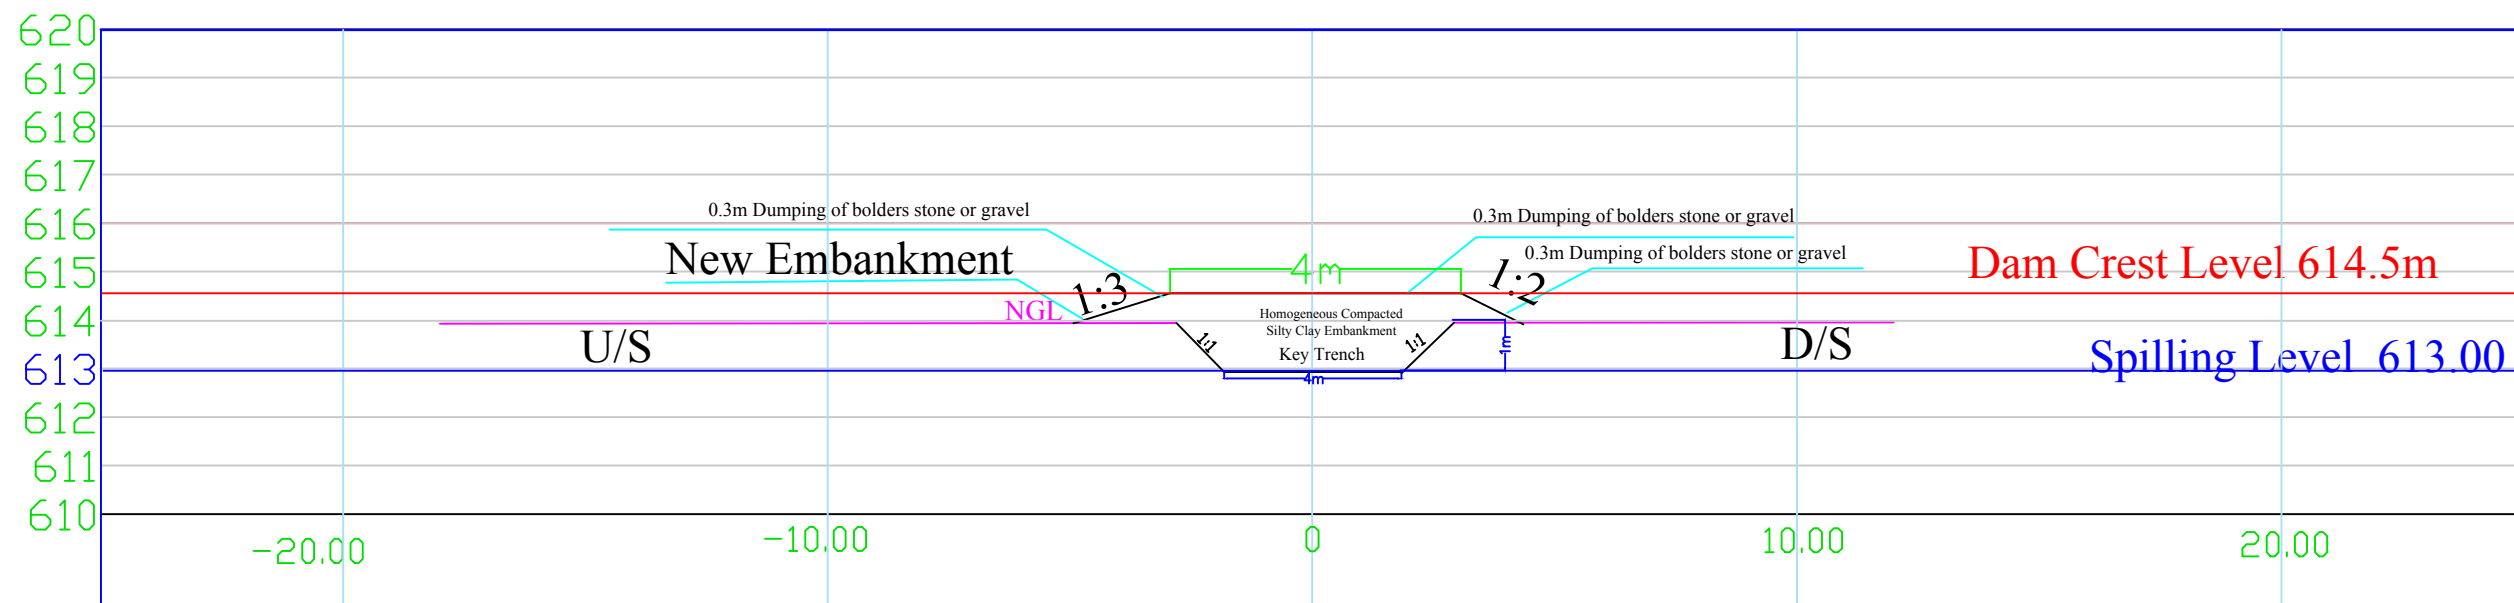 620
619
618
617
616
615
614
613
612
611
610
0.3m Dumping of bolders stone or gravel
New Embankment
1:3
NGL
U/S
4m
0.3m Dumping of bolders stone or gravel
0.3m Dumping of bolders stone or gravel
1:2
Dam Crest Level 614.5m
Homogeneous Compacted
Silty Clay Embankment
Key Trench
1:1
1:1
1m
4m
D/S
Spilling Level 613.00
-20.00
-10.00
0
10.00
20.00